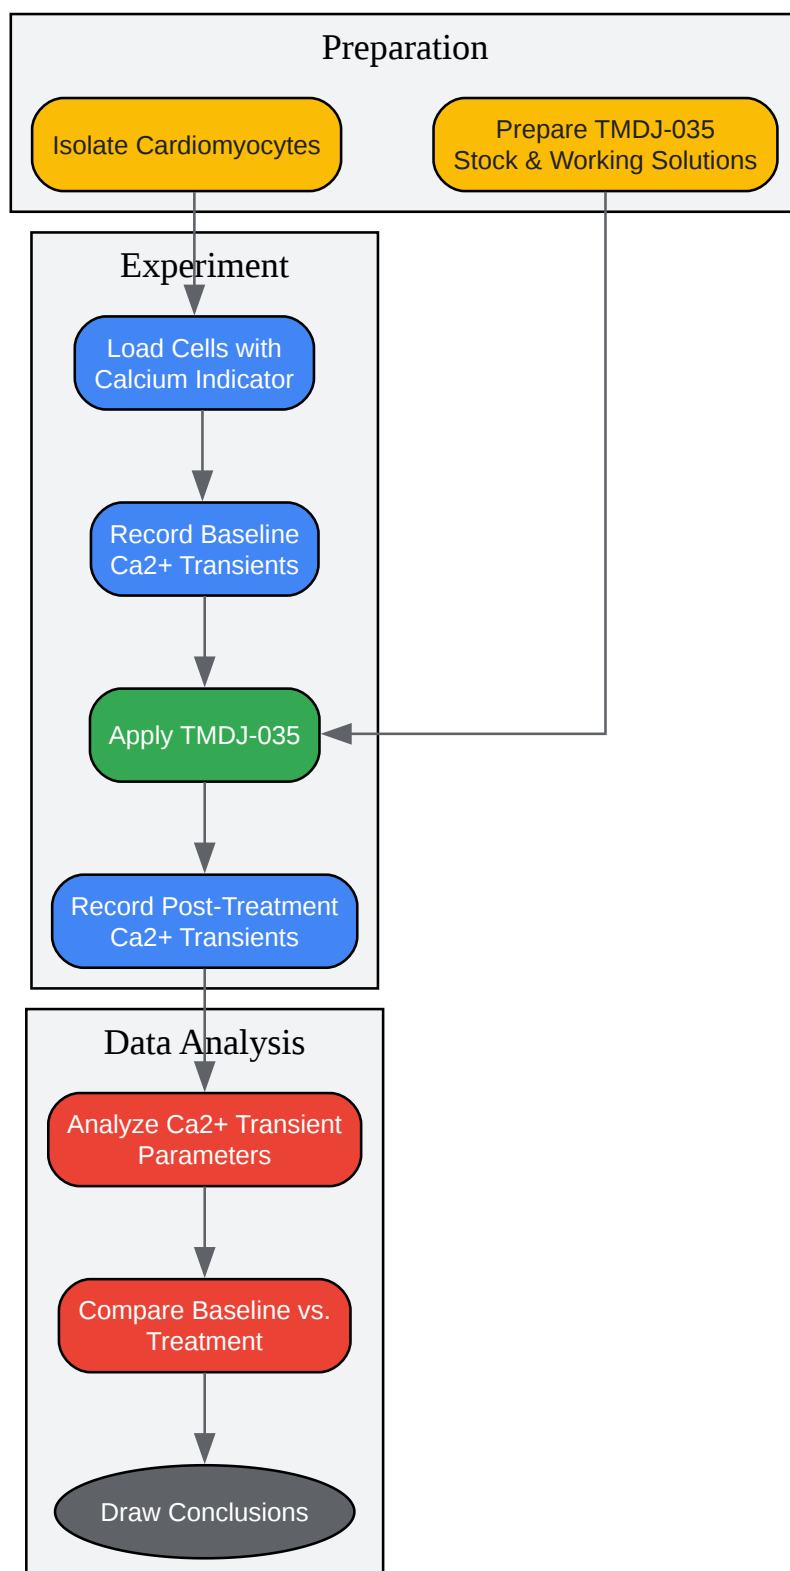 Preparation
Isolate Cardiomyocytes
Prepare TMDJ-035
Stock & Working Solutions
Experiment
Load Cells with
Calcium Indicator
Record Baseline
Ca2+ Transients
Apply TMDJ-035
Record Post-Treatment
Ca2+ Transients
Data Analysis
Analyze Ca2+ Transient
Parameters
Compare Baseline vs.
Treatment
Draw Conclusions